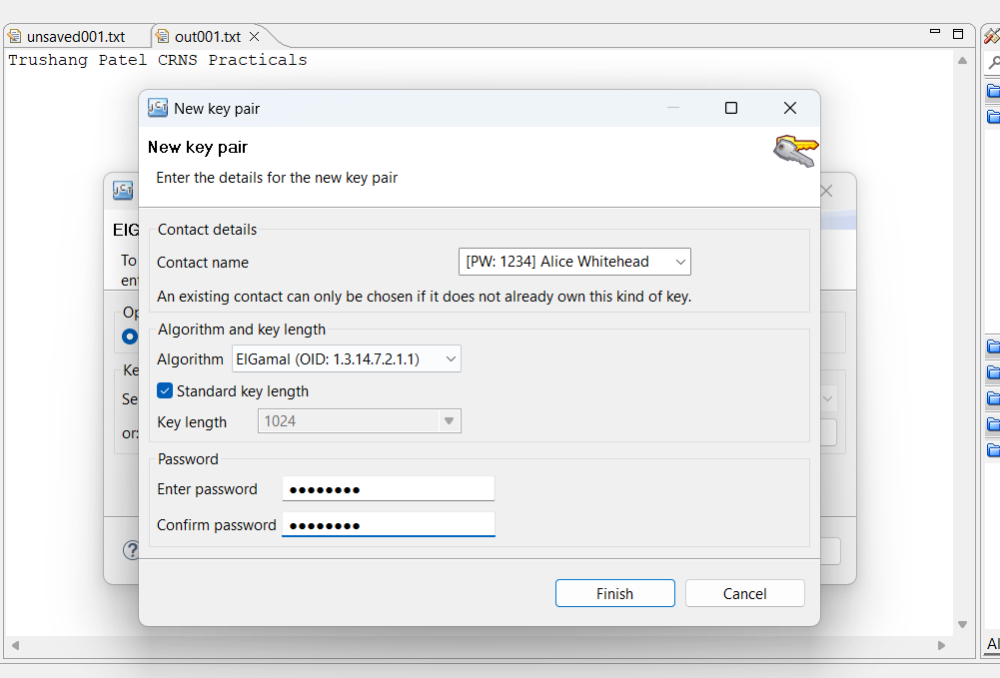 unsaved001.txt
out001.txt
Trushang Patel CRNS Practicals
JCT New key pair
New key pair
Enter the details for the new key pair
JCT
ElG
To
en
Op
Ke
Se
or:
Contact details
Contact name
[PW: 1234] Alice Whitehead
An existing contact can only be chosen if it does not already own this kind of key.
Algorithm and key length
Algorithm
ElGamal (OID: 1.3.14.7.2.1.1)
Standard key length
Key length
1024
Password
Enter password
●●●●●●●●
Confirm password
●●●●●●●●
?
Finish
Cancel
Al